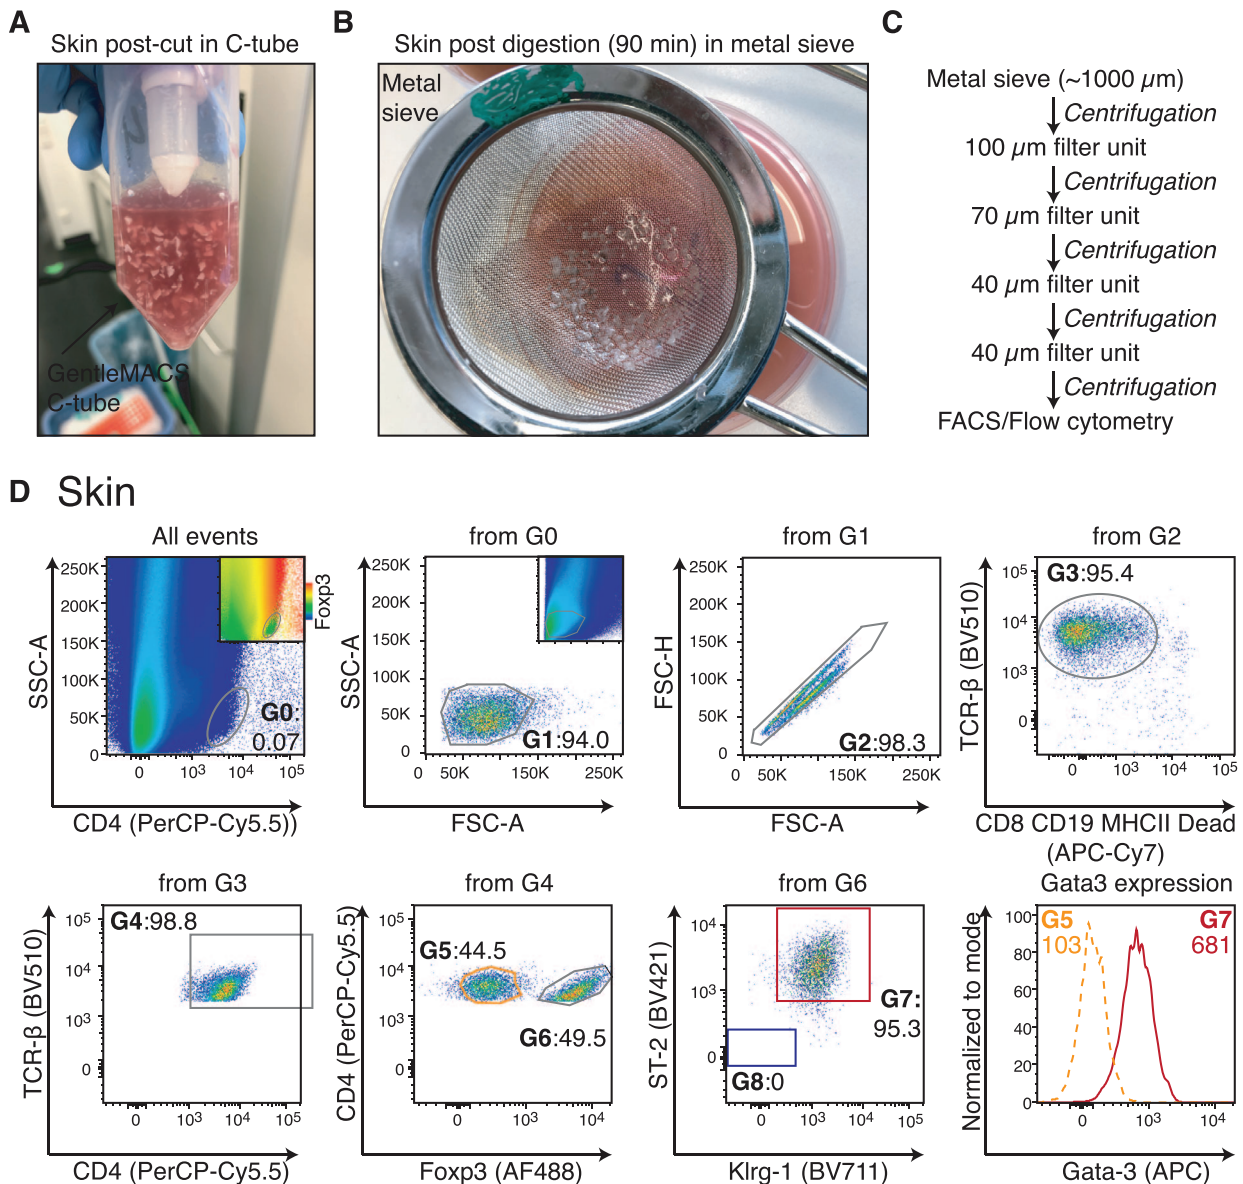 A
Skin post-cut in C-tube
GentleMACS
C-tube
B
Skin post digestion (90 min) in metal sieve
Metal
sieve
C
Metal sieve (~1000 µm)
Centrifugation
100 µm filter unit
Centrifugation
70 µm filter unit
Centrifugation
40 µm filter unit
Centrifugation
40 µm filter unit
Centrifugation
FACS/Flow cytometry
D Skin
All events
SSC-A
250K
200K
150K
100K
50K
0
Foxp3
G0:
0.07
0 10³ 10⁴ 10⁵
CD4 (PerCP-Cy5.5))
from G0
SSC-A
250K
200K
150K
100K
50K
0
G1:94.0
0 50K 150K 250K
FSC-A
from G1
FSC-H
250K
200K
150K
100K
50K
0
G2:98.3
0 50K 150K 250K
FSC-A
from G2
TCR-β (BV510)
10⁵
10⁴
10³
0
G3:95.4
0 10³ 10⁴ 10⁵
CD8 CD19 MHCII Dead
(APC-Cy7)
from G3
TCR-β (BV510)
10⁵
10⁴
10³
0
G4:98.8
0 10³ 10⁴ 10⁵
CD4 (PerCP-Cy5.5)
from G4
CD4 (PerCP-Cy5.5)
10⁵
10⁴
10³
0
G5:44.5
G6:49.5
0 10³ 10⁴
Foxp3 (AF488)
from G6
ST-2 (BV421)
10⁴
10³
0
G7:
95.3
G8:0
0 10³ 10⁴
Klrg-1 (BV711)
Gata3 expression
Normalized to mode
100
80
60
40
20
0
G5
103
G7
681
0 10³ 10⁴
Gata-3 (APC)